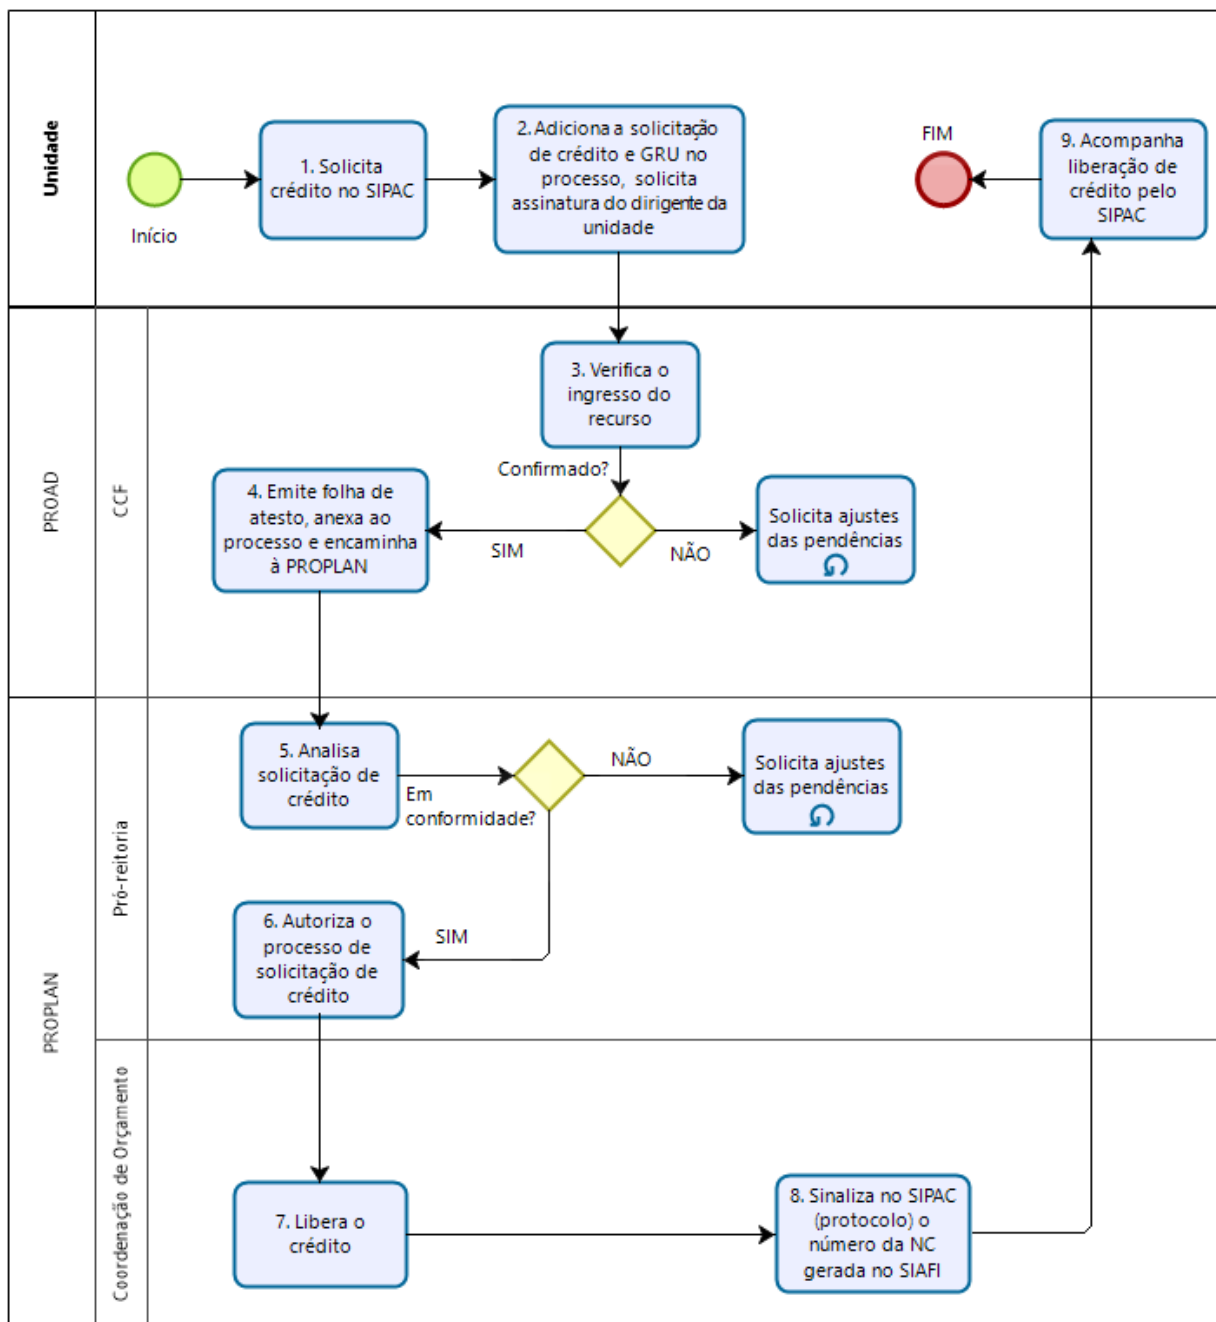 Unidade
Início
1. Solicita
crédito no SIPAC
2. Adiciona a solicitação
de crédito e GRU no
processo, solicita
assinatura do dirigente da
unidade
FIM
9. Acompanha
liberação de
crédito pelo
SIPAC
PROAD
CCF
3. Verifica o
ingresso do
recurso
Confirmado?
4. Emite folha de
atesto, anexa ao
processo e encaminha
à PROPLAN
SIM
NÃO
Solicita ajustes
das pendências
PROPLAN
Pró-reitoria
5. Analisa
solicitação de
crédito
Em
conformidade?
NÃO
Solicita ajustes
das pendências
6. Autoriza o
processo de
solicitação de
crédito
SIM
Coordenação de Orçamento
7. Libera o
crédito
8. Sinaliza no SIPAC
(protocolo) o
número da NC
gerada no SIAFI